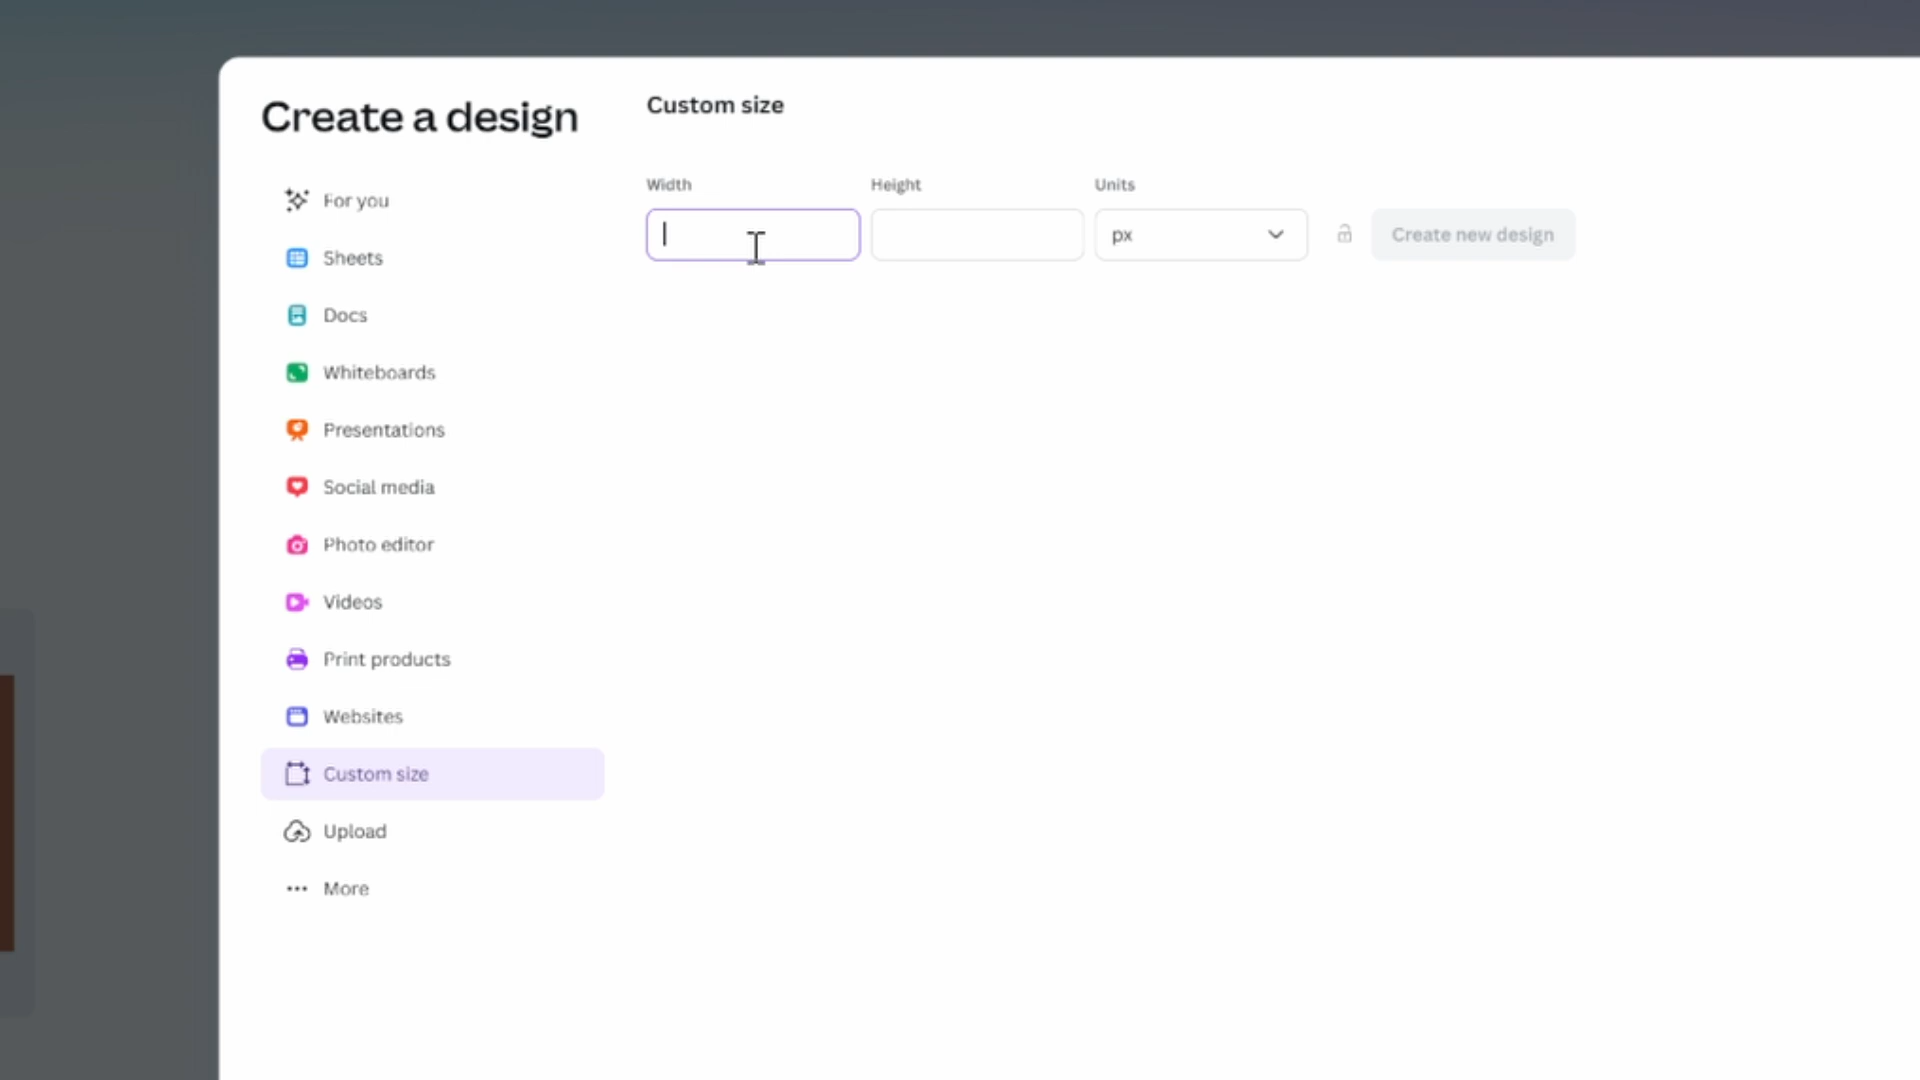 Create a design
For you
Sheets
Docs
Whiteboards
Presentations
Social media
Photo editor
Videos
Print products
Websites
Custom size
Upload
More
Custom size
Width Height Units
px Create new design